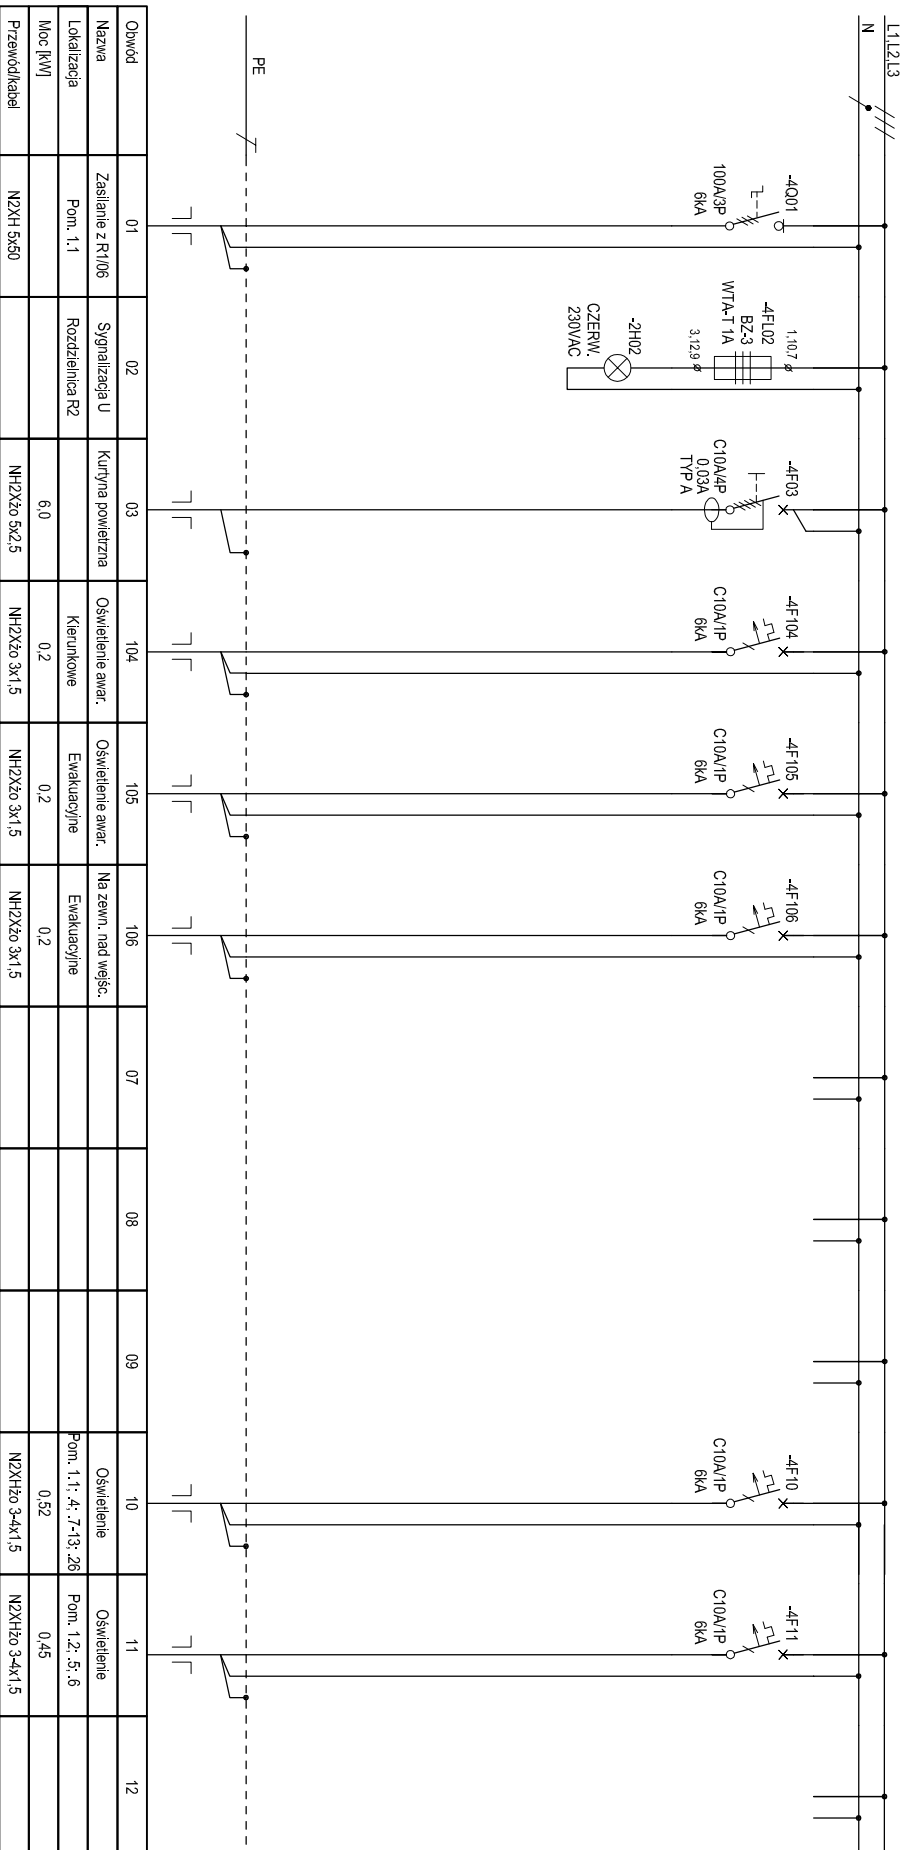 L1,L2,L3
N
-4Q01
100A/3P
6kA
1,10,7
-4FL02
BZ-3
WTA-T 1A
3,12,9
-2H02
CZERW.
230VAC
-4F03
C10A/4P
0,03A
TYP A
-4F104
C10A/1P
6kA
-4F105
C10A/1P
6kA
-4F106
C10A/1P
6kA
-4F10
C10A/1P
6kA
-4F11
C10A/1P
6kA
PE
Obwód 01 02 03 104 105 106 07 08 09 10 11 12
Nazwa Zasilanie z R1/06 Sygnalizacja U Kurtyna powietrzna Oświetlenie awar. Oświetlenie awar. Na zewn. nad wejśc. Oświetlenie Oświetlenie
Lokalizacja Pom. 1.1 Rozdzielnica R2 Kierunkowe Ewakuacyjne Ewakuacyjne Pom. 1.1; .4; .7-13; .26 Pom. 1.2; .5; .6
Moc [kW] 6,0 0,2 0,2 0,2 0,52 0,45
Przewód/kabel N2XH 5x50 NH2Xżo 5x2,5 NH2Xżo 3x1,5 NH2Xżo 3x1,5 NH2Xżo 3x1,5 N2XHżo 3-4x1,5 N2XHżo 3-4x1,5